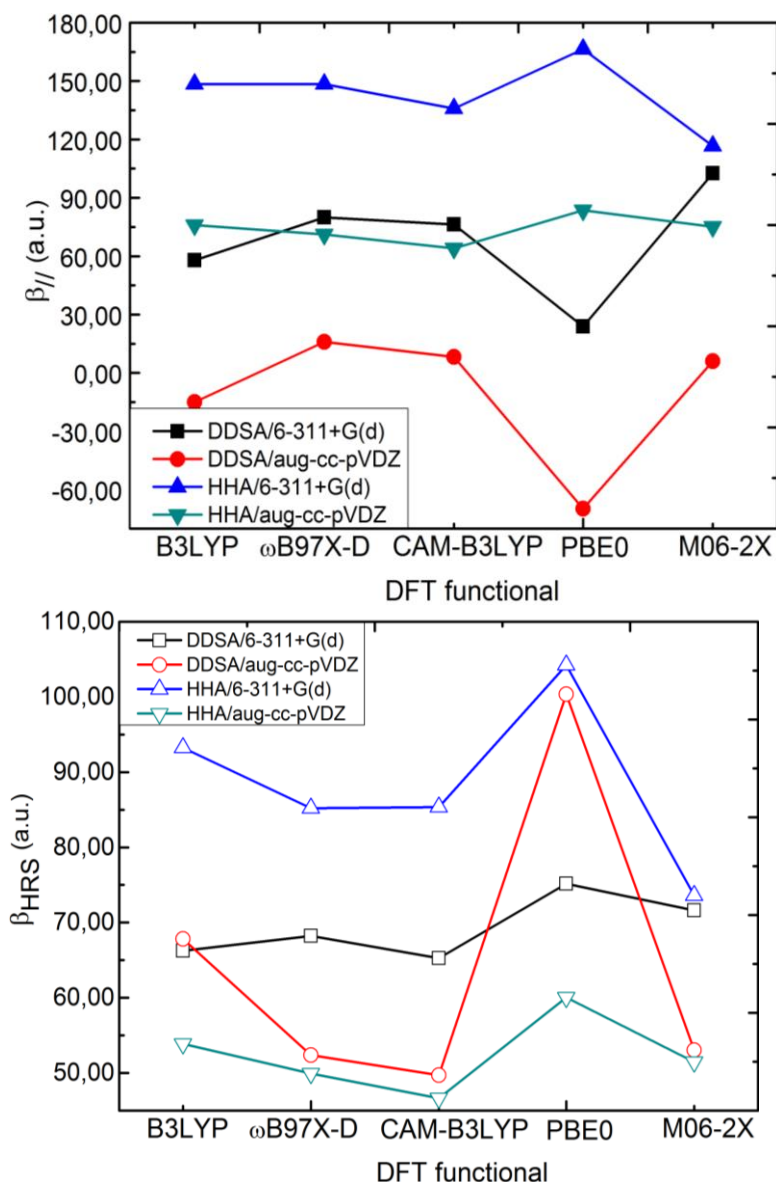 180,00
150,00
120,00
90,00
60,00
30,00
0,00
-30,00
-60,00
β// (a.u.)
DDSA/6-311+G(d)
DDSA/aug-cc-pVDZ
HHA/6-311+G(d)
HHA/aug-cc-pVDZ
B3LYP ωB97X-D CAM-B3LYP PBE0 M06-2X
DFT functional
110,00
100,00
90,00
80,00
70,00
60,00
50,00
βHRS (a.u.)
DDSA/6-311+G(d)
DDSA/aug-cc-pVDZ
HHA/6-311+G(d)
HHA/aug-cc-pVDZ
B3LYP ωB97X-D CAM-B3LYP PBE0 M06-2X
DFT functional